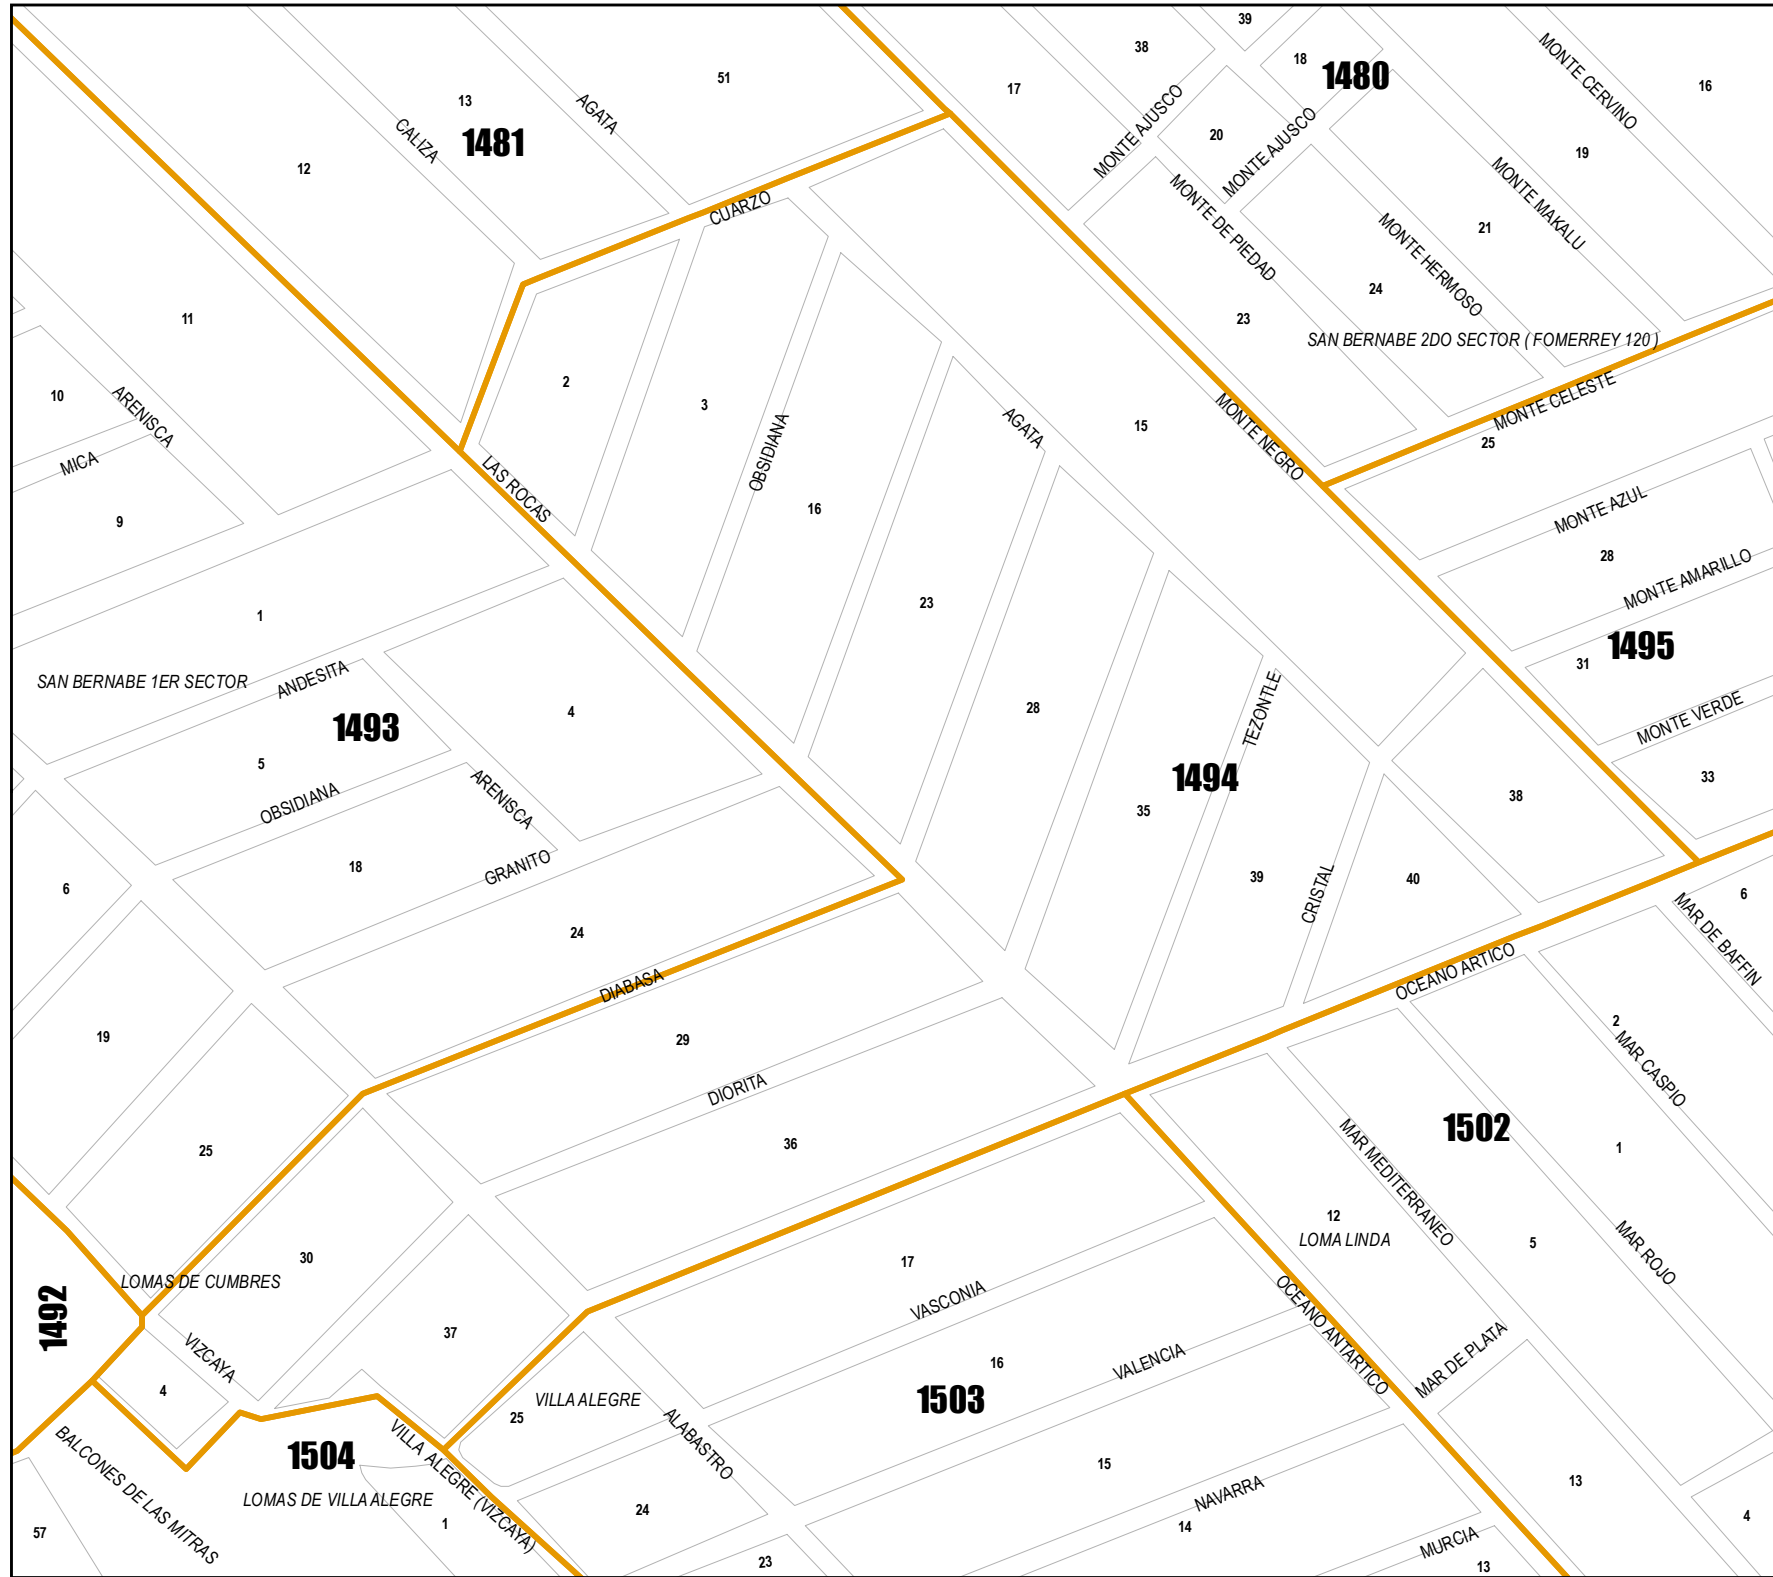 39
38
18
1480
MONTE CERVINO
16
17
51
13
AGATA
CALIZA
1481
12
MONTE AJUSCO
20
MONTE AJUSCO
19
MONTE MAKALU
CUARZO
MONTE DE PIEDAD
MONTE HERMOSO
21
24
23
SAN BERNABE 2DO SECTOR ( FOMERREY 120 )
11
10
ARENISCA
MICA
9
2
3
OBSIDIANA
16
LAS ROCAS
AGATA
15
MONTE NEGRO
MONTE CELESTE
25
MONTE AZUL
28
MONTE AMARILLO
1495
31
MONTE VERDE
33
1
SAN BERNABE 1ER SECTOR
ANDESITA
1493
4
5
OBSIDIANA
ARENISCA
18
GRANITO
6
24
23
28
TEZONTLE
1494
35
39
CRISTAL
40
38
6
MAR DE BAFFIN
OCEANO ARTICO
DIABASA
19
29
DIORITA
36
25
2
MAR CASPIO
1502
1
MAR MEDITERRANEO
12
LOMA LINDA
5
MAR ROJO
30
LOMAS DE CUMBRES
1492
VIZCAYA
4
37
17
VASCONIA
OCEANO ANTARTICO
MAR DE PLATA
16
VALENCIA
1503
VILLA ALEGRE
25
ALABASTRO
BALCONES DE LAS MITRAS
1504
LOMAS DE VILLA ALEGRE
VILLA ALEGRE (VIZCAYA)
1
57
24
15
NAVARRA
14
13
4
23
MURCIA
13